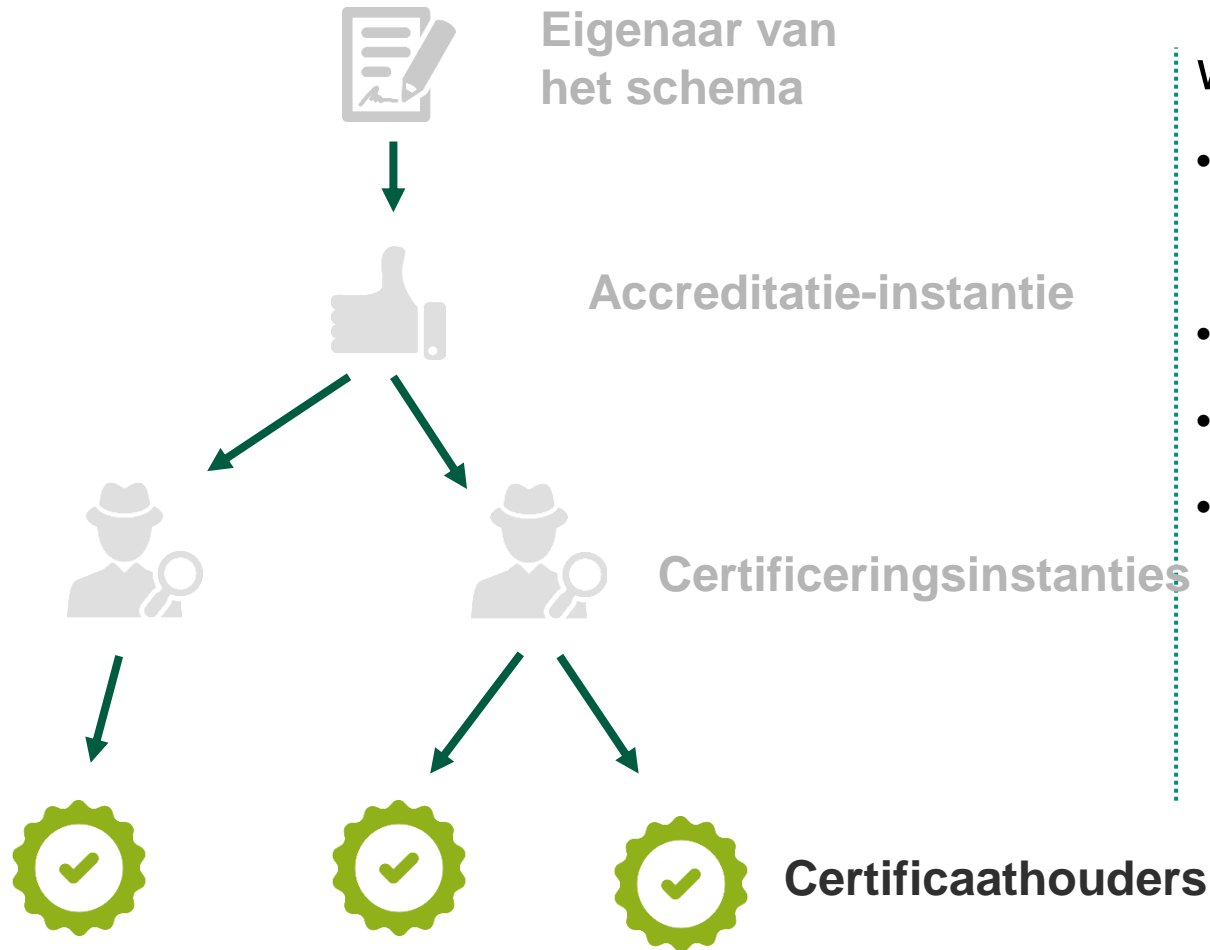 Eigenaar van
het schema
Accreditatie-instantie
Certificeringsinstanties
Certificaathouders